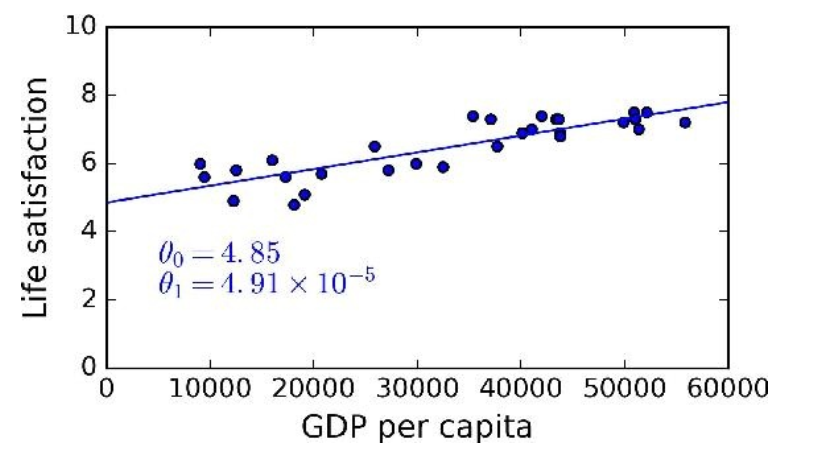 10
8
6
4
2
0
Life satisfaction
θ₀ = 4.85
θ₁ = 4.91 × 10⁻⁵
0 10000 20000 30000 40000 50000 60000
GDP per capita